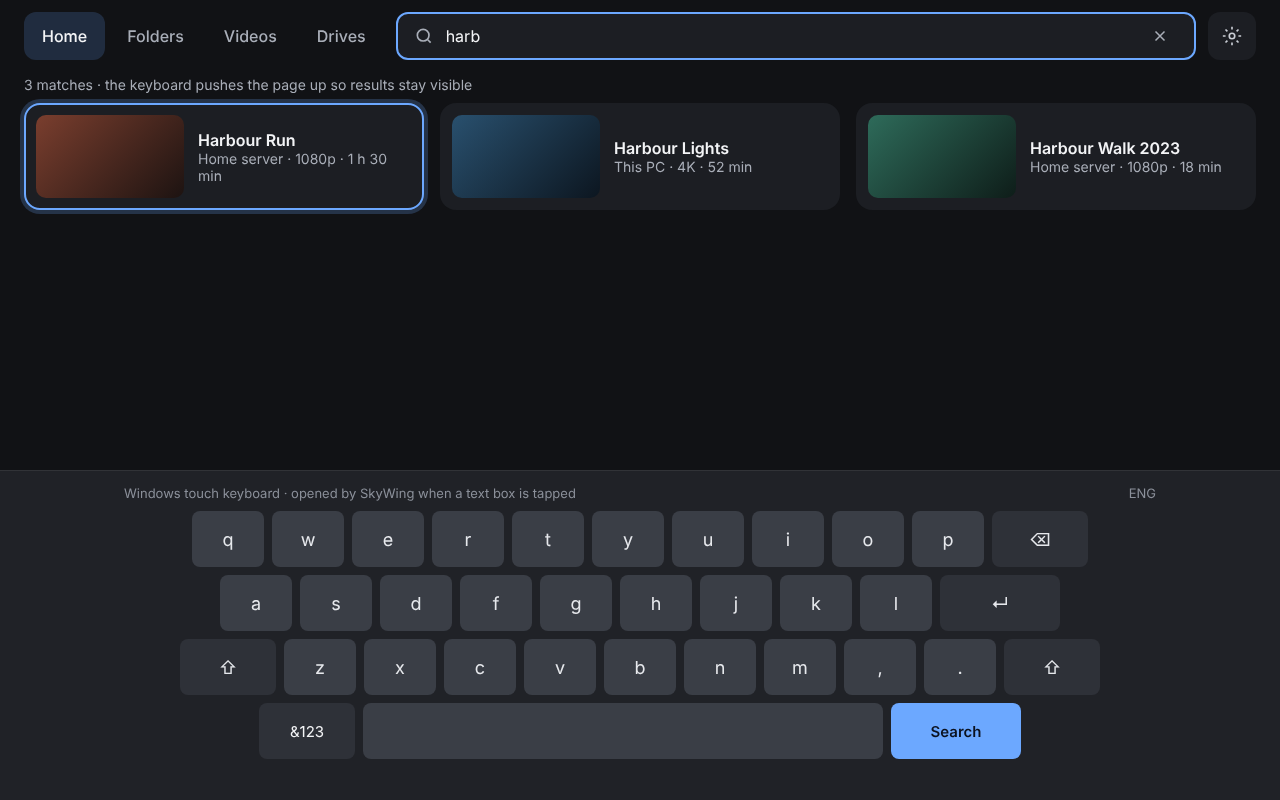 Home Folders Videos Drives harb
3 matches · the keyboard pushes the page up so results stay visible
Harbour Run
Home server · 1080p · 1 h 30
min
Harbour Lights
This PC · 4K · 52 min
Harbour Walk 2023
Home server · 1080p · 18 min
Windows touch keyboard · opened by SkyWing when a text box is tapped ENG
q w e r t y u i o p
a s d f g h j k l
z x c v b n m , .
&123 Search